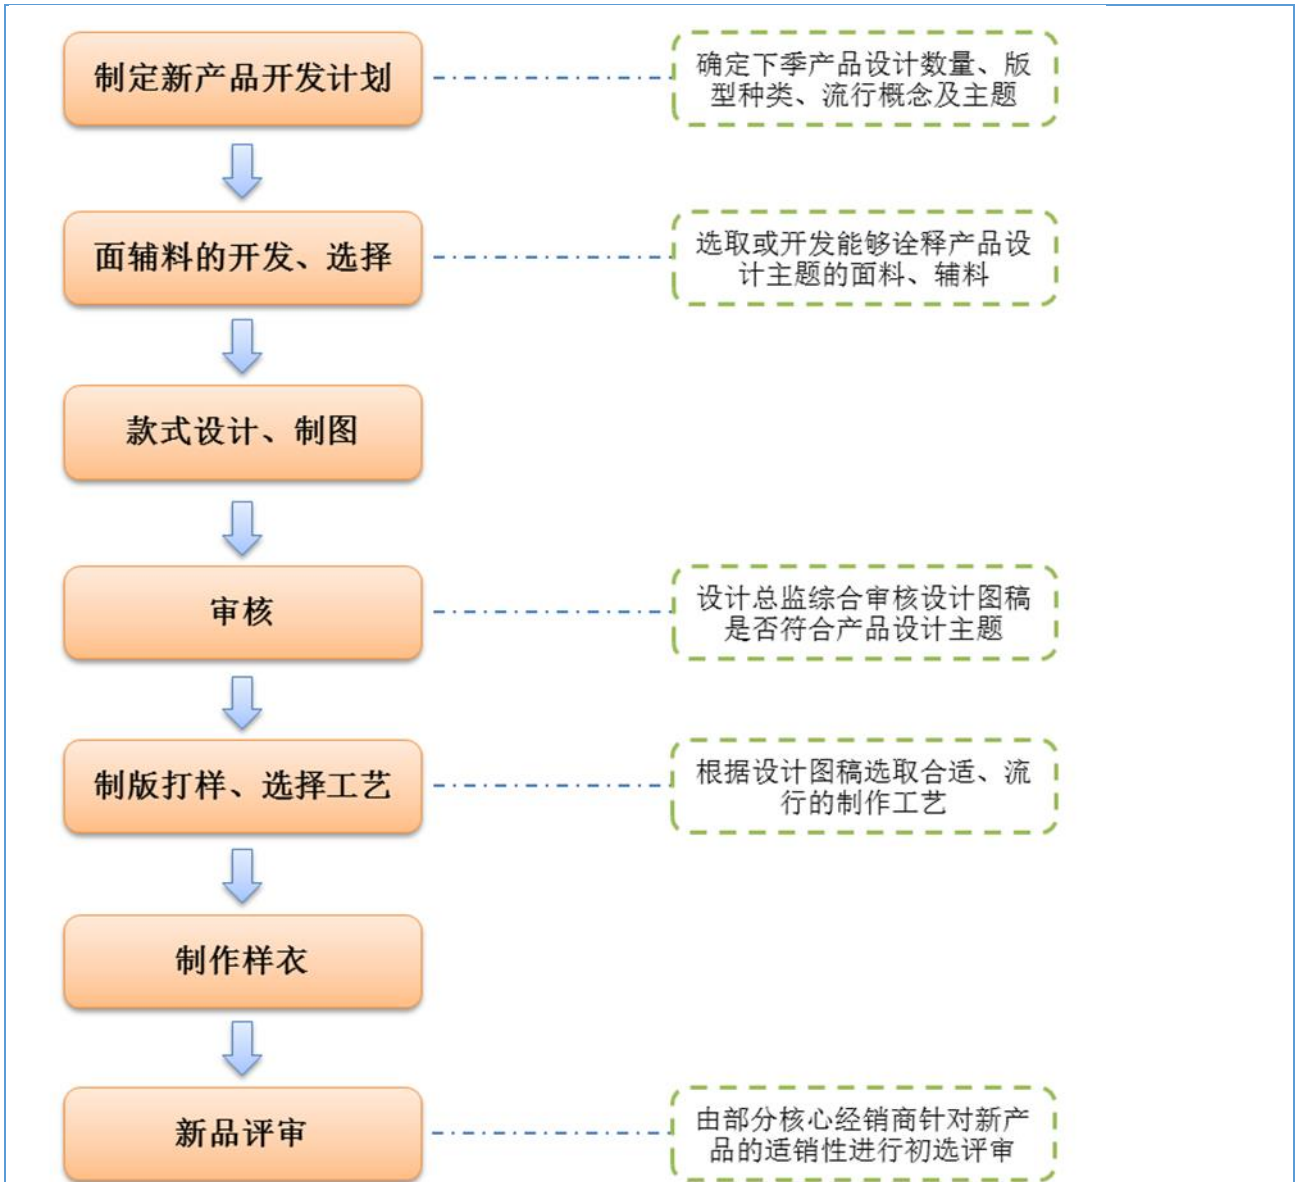 制定新产品开发计划
确定下季产品设计数量、版
型种类、流行概念及主题
面辅料的开发、选择
选取或开发能够诠释产品设
计主题的面料、辅料
款式设计、制图
审核
设计总监综合审核设计图稿
是否符合产品设计主题
制版打样、选择工艺
根据设计图稿选取合适、流
行的制作工艺
制作样衣
新品评审
由部分核心经销商针对新产
品的适销性进行初选评审